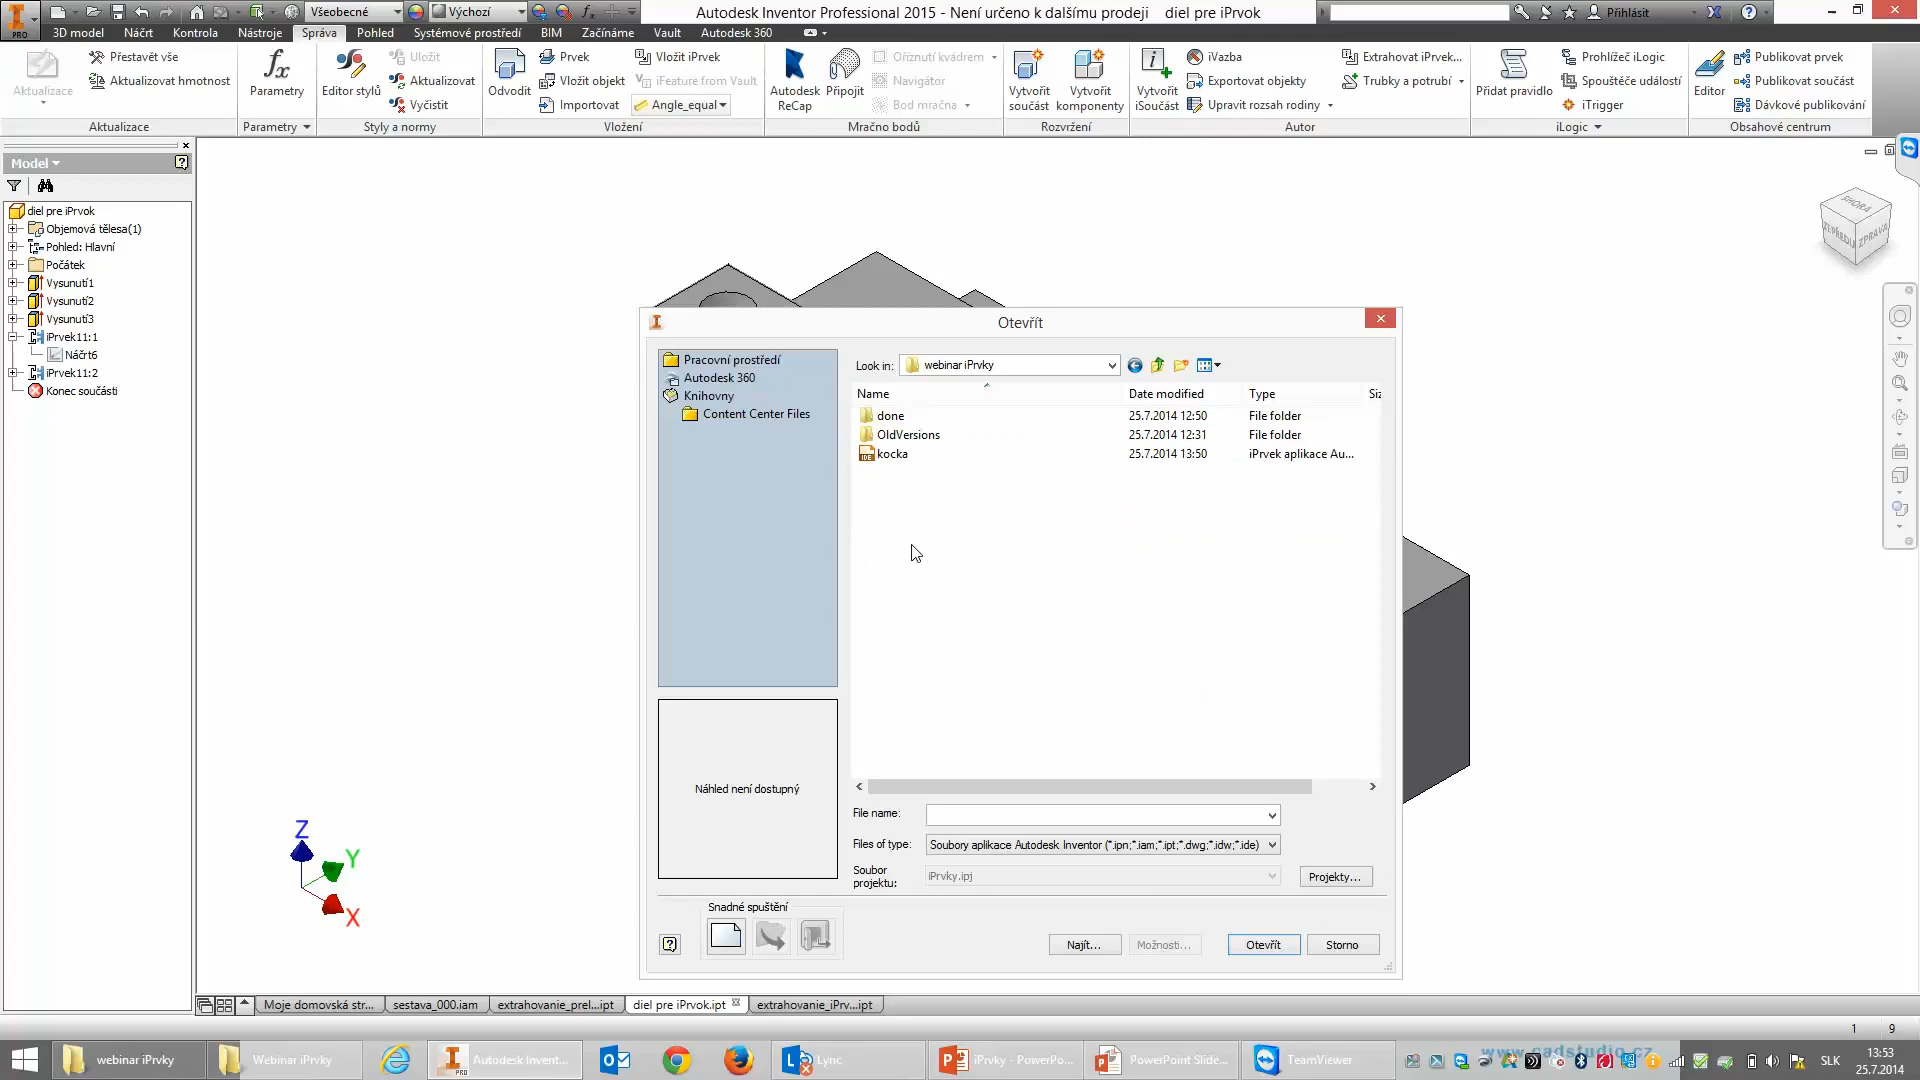 Všeobecné
Výchozí
Autodesk Inventor Professional 2015 - Není určeno k dalšímu prodeji    diel pre iPrvok
Přihlásit
PRO
3D model
Náčrt
Kontrola
Nástroje
Správa
Pohled
Systémové prostředí
BIM
Začínáme
Vault
Autodesk 360
Aktualizace
Přestavět vše
Aktualizovat hmotnost
Parametry
Editor stylů
Uložit
Aktualizovat
Vyčistit
Odvodit
Prvek
Vložit objekt
Importovat
Vložit iPrvek
iFeature from Vault
Angle_equal
Autodesk
ReCap
Připojit
Oříznutí kvádrem
Navigátor
Bod mračna
Vytvořit
součást
Vytvořit
komponenty
Vytvořit
iSoučást
iVazba
Exportovat objekty
Upravit rozsah rodiny
Extrahovat iPrvek...
Trubky a potrubí
Přidat pravidlo
Prohlížeč iLogic
Spouštěče událostí
iTrigger
Editor
Publikovat prvek
Publikovat součást
Dávkové publikování
Aktualizace
Parametry
Styly a normy
Vložení
Mračno bodů
Rozvržení
Autor
iLogic
Obsahové centrum
Model
diel pre iPrvok
Objemová tělesa(1)
Pohled: Hlavní
Počátek
Vysunutí1
Vysunutí2
Vysunutí3
iPrvek11:1
Náčrt6
iPrvek11:2
Konec součásti
SHORA
ZEPŘEDU
ZPRAVA
Otevřít
Pracovní prostředí
Autodesk 360
Knihovny
Content Center Files
Look in:
webinar iPrvky
Name
Date modified
Type
Siz
done
25.7.2014 12:50
File folder
OldVersions
25.7.2014 12:31
File folder
kocka
25.7.2014 13:50
iPrvek aplikace Au...
Náhled není dostupný
File name:
Files of type:
Soubory aplikace Autodesk Inventor (*.ipn;*.iam;*.ipt;*.dwg;*.idw;*.ide)
Soubor
projektu:
iPrvky.ipj
Projekty...
Snadné spuštění
Najít...
Možnosti...
Otevřít
Storno
Z
Y
X
Moje domovská str...
sestava_000.iam
extrahovanie_prel...ipt
diel pre iPrvok.ipt
extrahovanie_iPrv...ipt
1
9
webinar iPrvky
Webinar iPrvky
Autodesk Invent...
Lync
iPrvky - PowerPo...
PowerPoint Slide...
TeamViewer
www.cadstudio.cz
SLK
13:53
25.7.2014